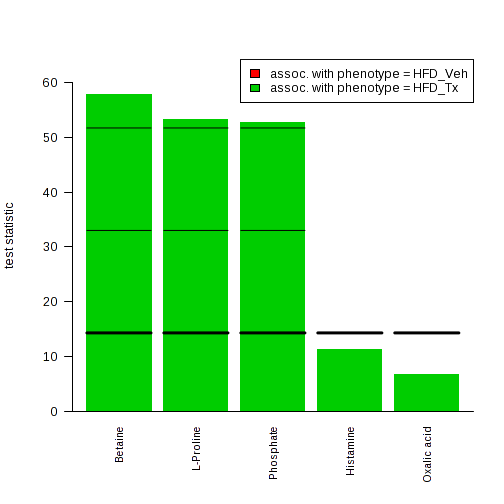 assoc. with phenotype = HFD_Veh
assoc. with phenotype = HFD_Tx
test statistic
60
50
40
30
20
10
0
Betaine
L-Proline
Phosphate
Histamine
Oxalic acid